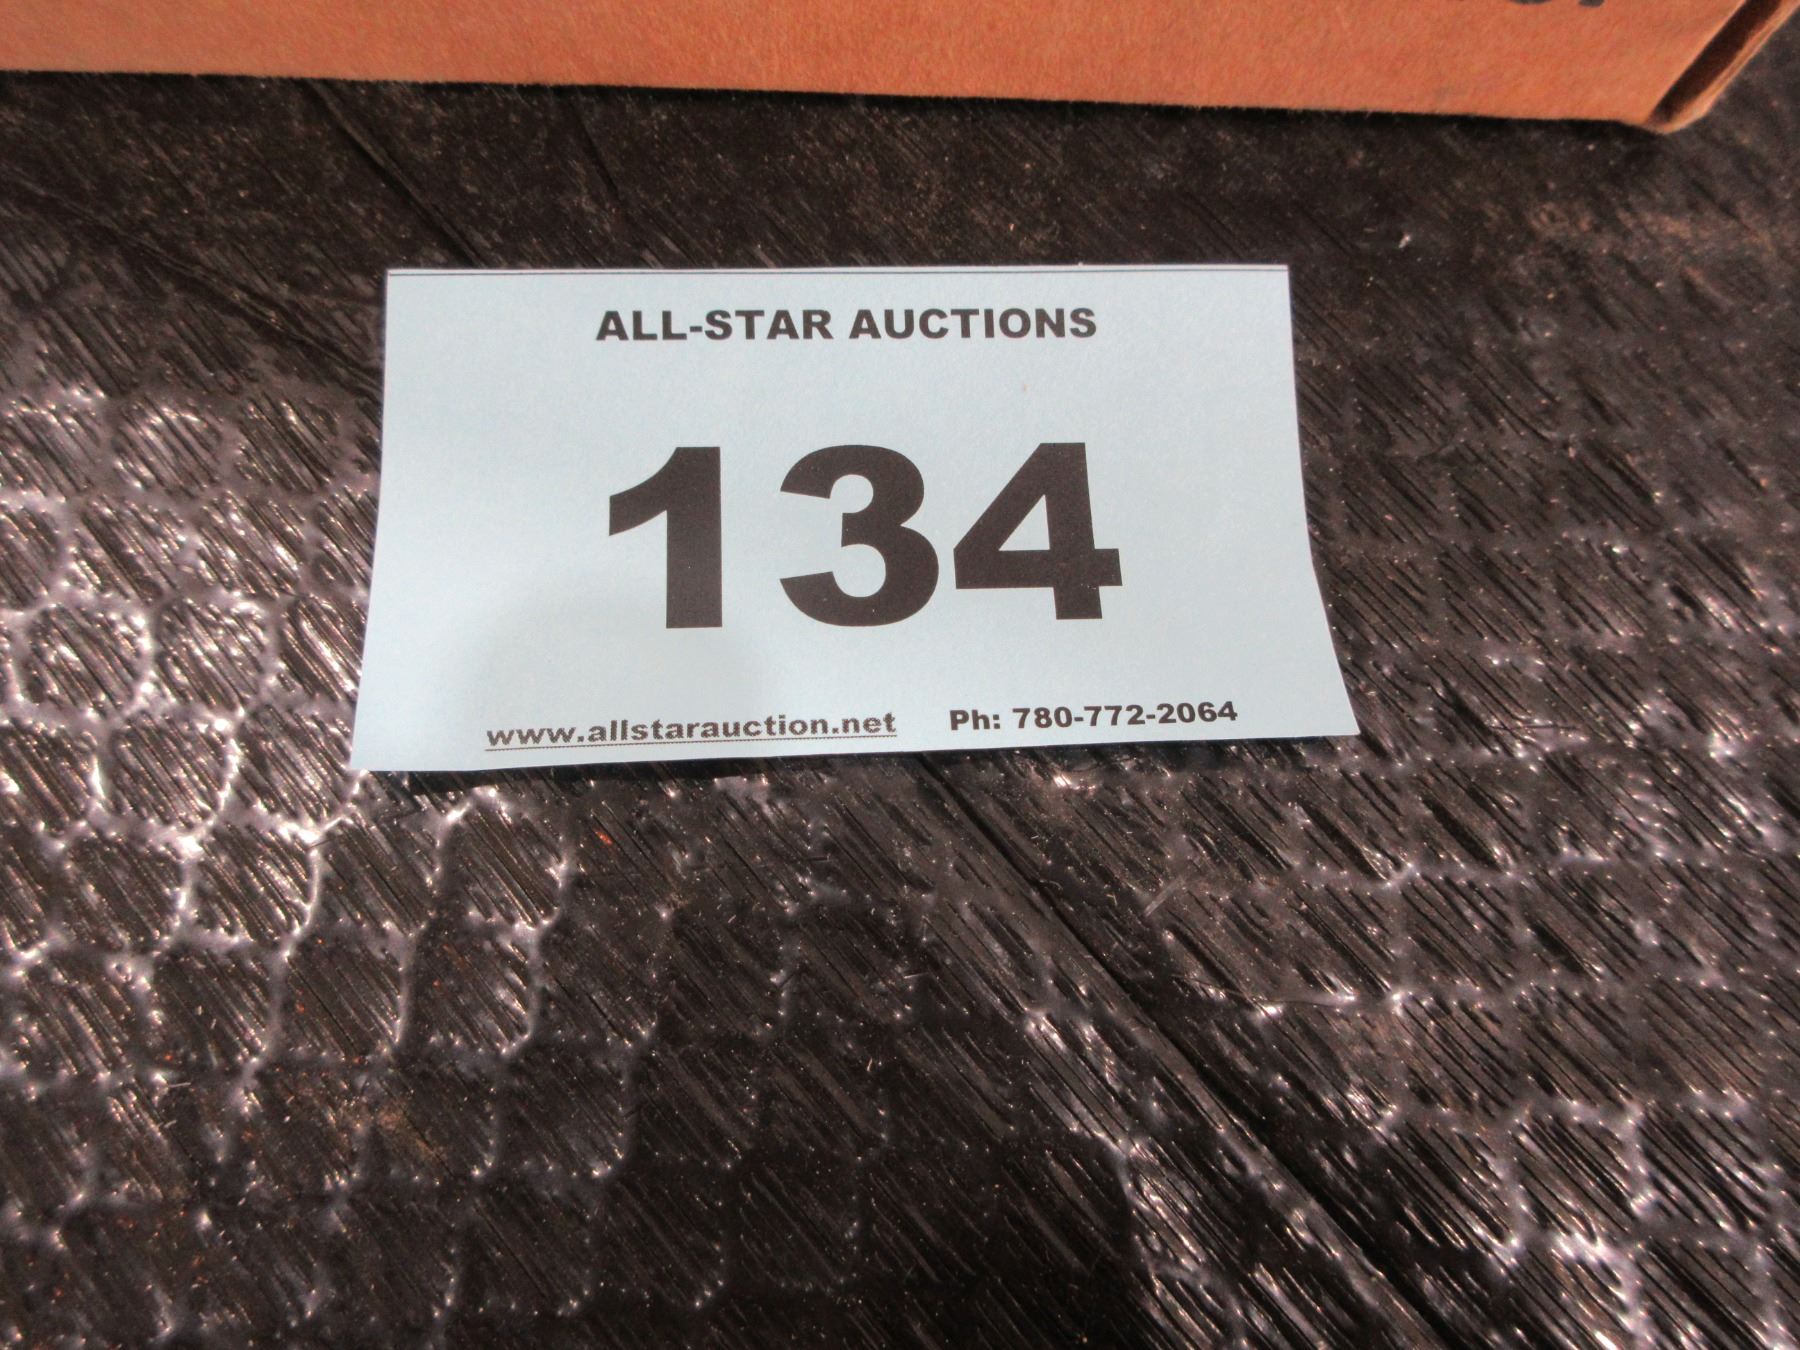 ALL-STAR AUCTIONS
134
www.allstarauction.net Ph: 780-772-2064